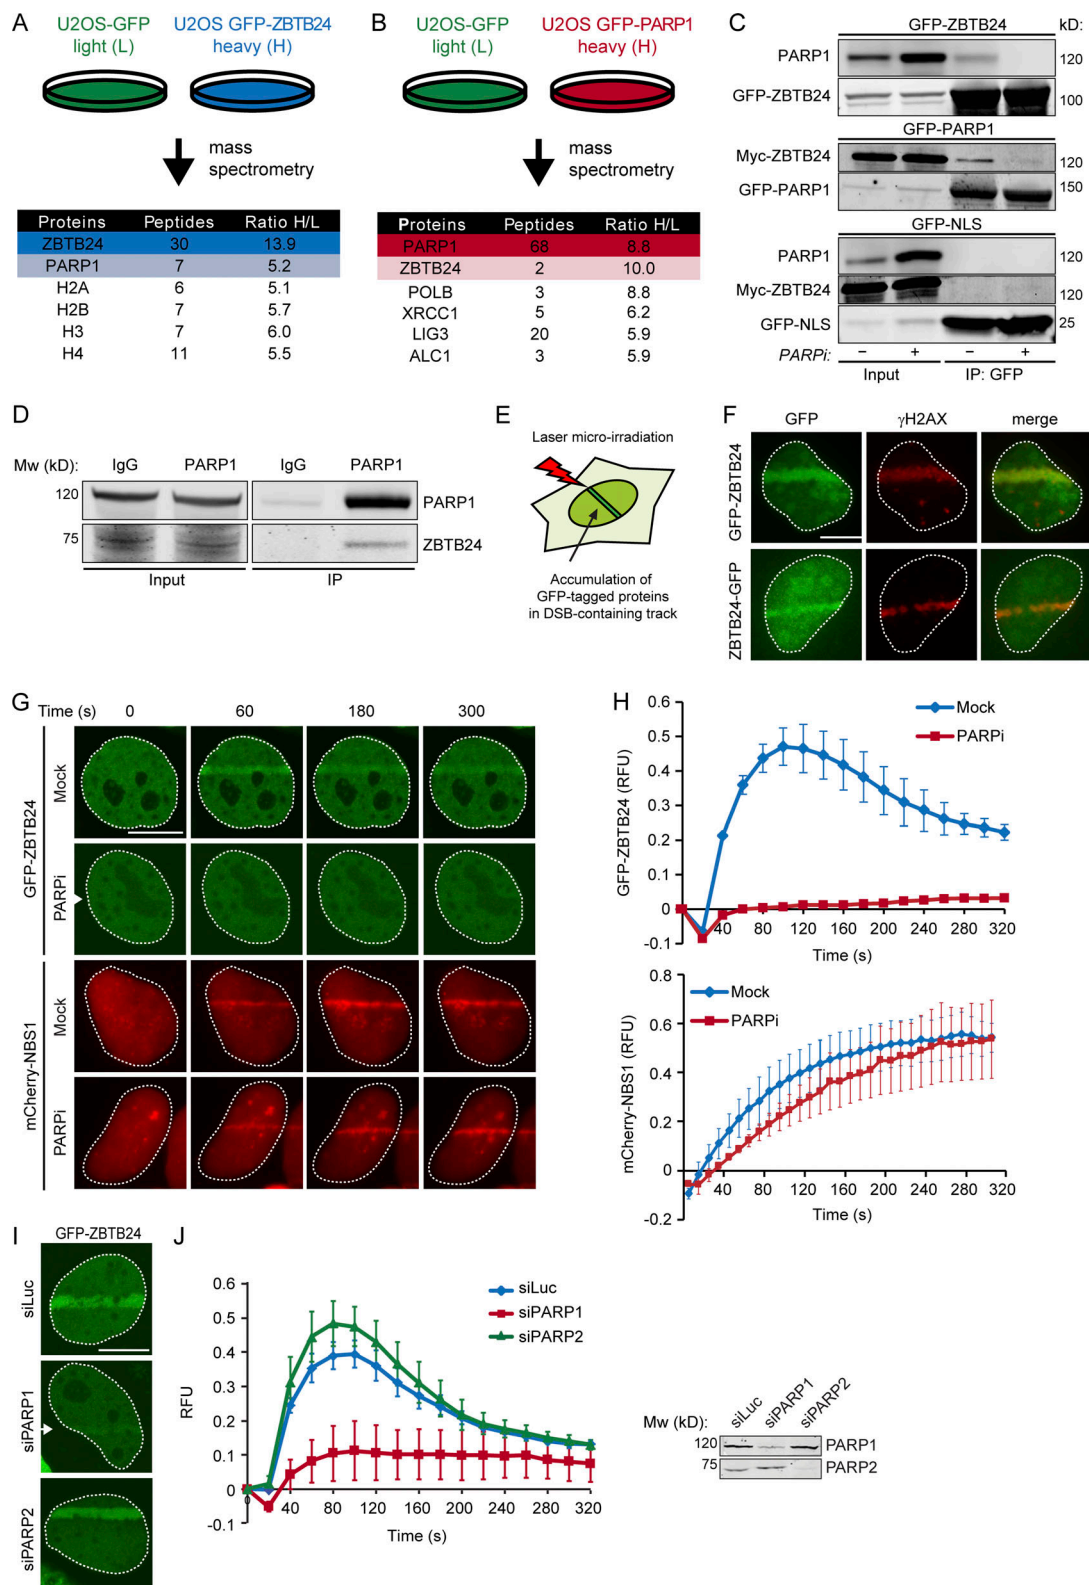 A
U2OS-GFP
light (L)
U2OS GFP-ZBTB24
heavy (H)
mass
spectrometry
Proteins Peptides Ratio H/L
ZBTB24 30 13.9
PARP1 7 5.2
H2A 6 5.1
H2B 7 5.7
H3 7 6.0
H4 11 5.5
B
U2OS-GFP
light (L)
U2OS GFP-PARP1
heavy (H)
mass
spectrometry
Proteins Peptides Ratio H/L
PARP1 68 8.8
ZBTB24 2 10.0
POLB 3 8.8
XRCC1 5 6.2
LIG3 20 5.9
ALC1 3 5.9
C
GFP-ZBTB24 kD:
PARP1 120
GFP-ZBTB24 100
GFP-PARP1
Myc-ZBTB24 120
GFP-PARP1 150
GFP-NLS
PARP1 120
Myc-ZBTB24 120
GFP-NLS 25
PARPi: − + − +
Input IP: GFP
D
Mw (kD): IgG PARP1 IgG PARP1
120 PARP1
75 ZBTB24
Input IP
E
Laser micro-irradiation
Accumulation of
GFP-tagged proteins
in DSB-containing track
F
GFP γH2AX merge
GFP-ZBTB24
ZBTB24-GFP
G
Time (s) 0 60 180 300
GFP-ZBTB24
Mock
PARPi
mCherry-NBS1
Mock
PARPi
H
GFP-ZBTB24 (RFU)
0.6
0.5
0.4
0.3
0.2
0.1
0
-0.1
Mock
PARPi
40 80 120 160 200 240 280 320
Time (s)
mCherry-NBS1 (RFU)
0.8
0.6
0.4
0.2
0
-0.2
Mock
PARPi
40 80 120 160 200 240 280 320
Time (s)
I
GFP-ZBTB24
siLuc
siPARP1
siPARP2
J
RFU
0.6
0.5
0.4
0.3
0.2
0.1
0
-0.1
siLuc
siPARP1
siPARP2
0 40 80 120 160 200 240 280 320
Time (s)
Mw (kD): siLuc siPARP1 siPARP2
120 PARP1
75 PARP2